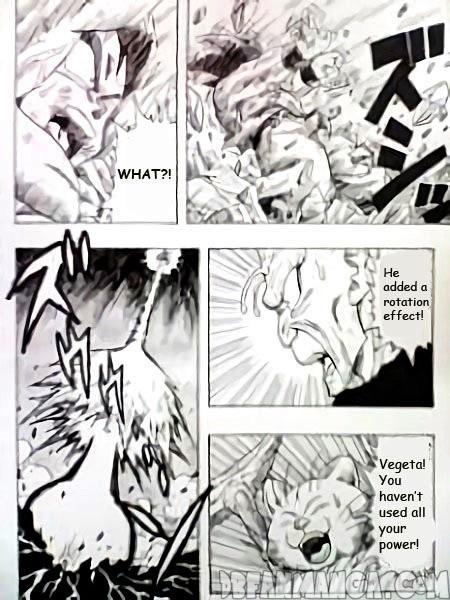 WHAT?!
He
added a
rotation
effect!
Vegeta!
You
haven't
used all
your
power!
DBFANMANGA.COM